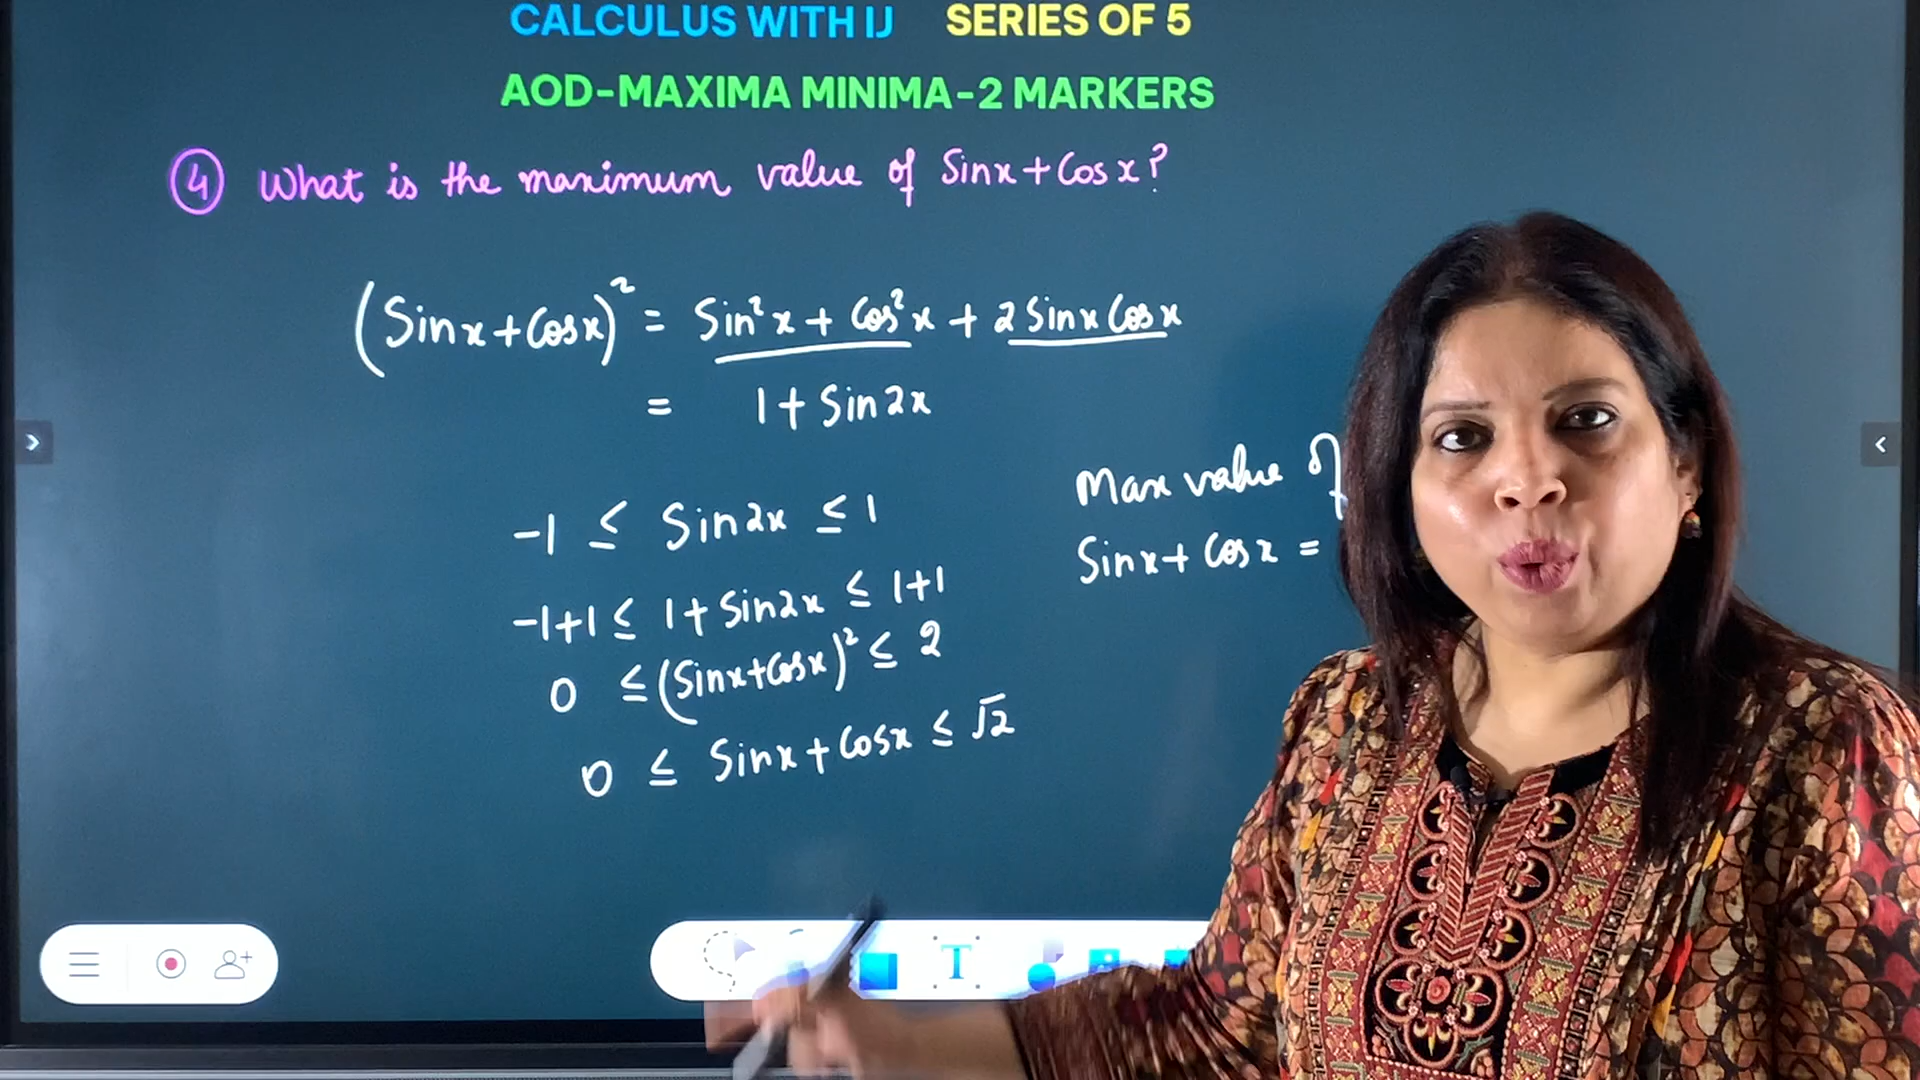 CALCULUS WITH IJ SERIES OF 5
AOD-MAXIMA MINIMA-2 MARKERS
④ What is the maximum value of Sinx+Cosx?
(Sinx+Cosx)² = Sin²x + Cos²x + 2 Sinx Cosx
= 1+ Sin2x
-1 ≤ Sin2x ≤ 1
-1+1 ≤ 1+ Sin2x ≤ 1+1
0 ≤ (Sinx+Cosx)² ≤ 2
0 ≤ Sinx + Cosx ≤ √2
Max value of
Sinx + Cosx =
T